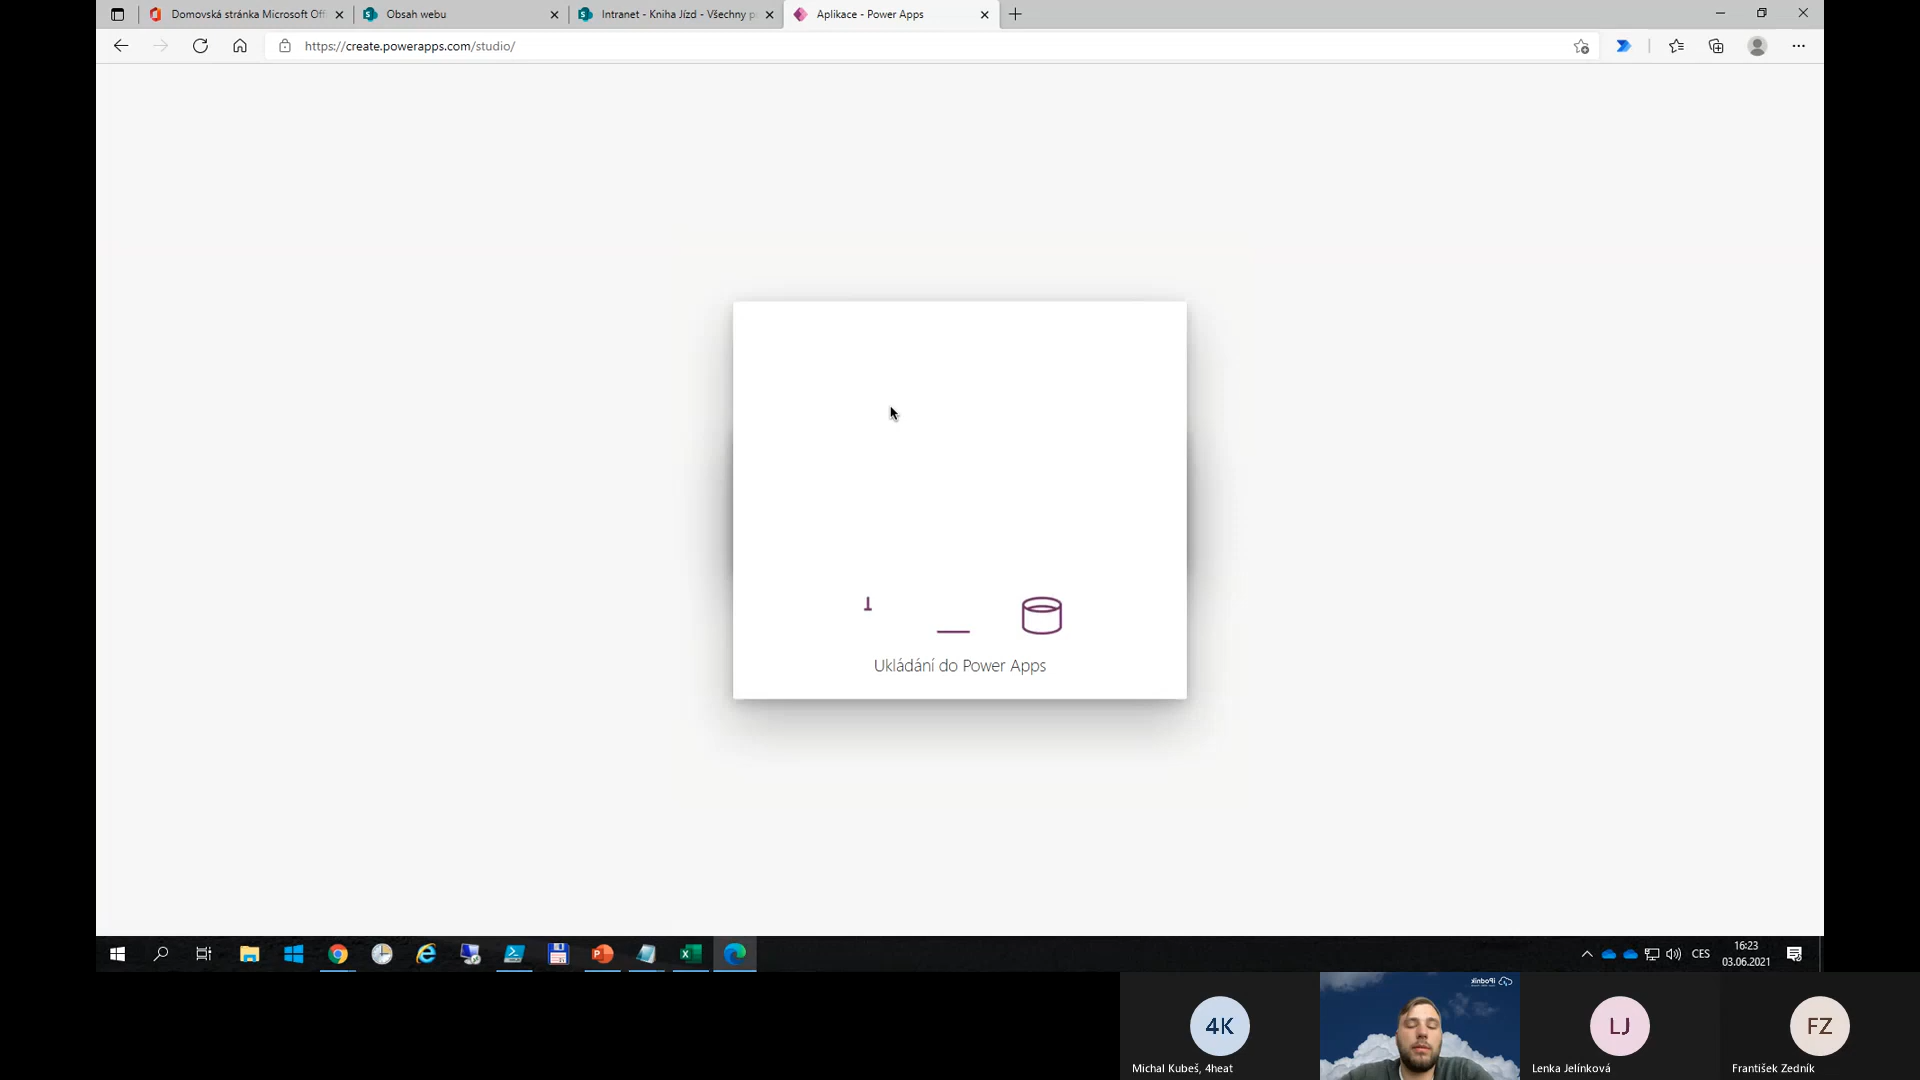 Domovská stránka Microsoft Off
Obsah webu
Intranet - Kniha Jízd - Všechny p
Aplikace - Power Apps
https://create.powerapps.com/studio/
Ukládání do Power Apps
CES
16:23
03.06.2021
4K
LJ
FZ
Michal Kubeš, 4heat
Lenka Jelínková
František Zedník